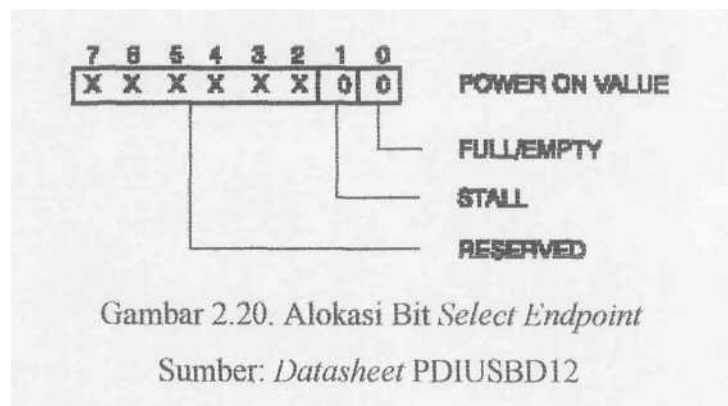 7 6 5 4 3 2 1 0
X X X X X X 0 0 POWER ON VALUE
FULL/EMPTY
STALL
RESERVED
Gambar 2.20. Alokasi Bit Select Endpoint
Sumber: Datasheet PDIUSBD12